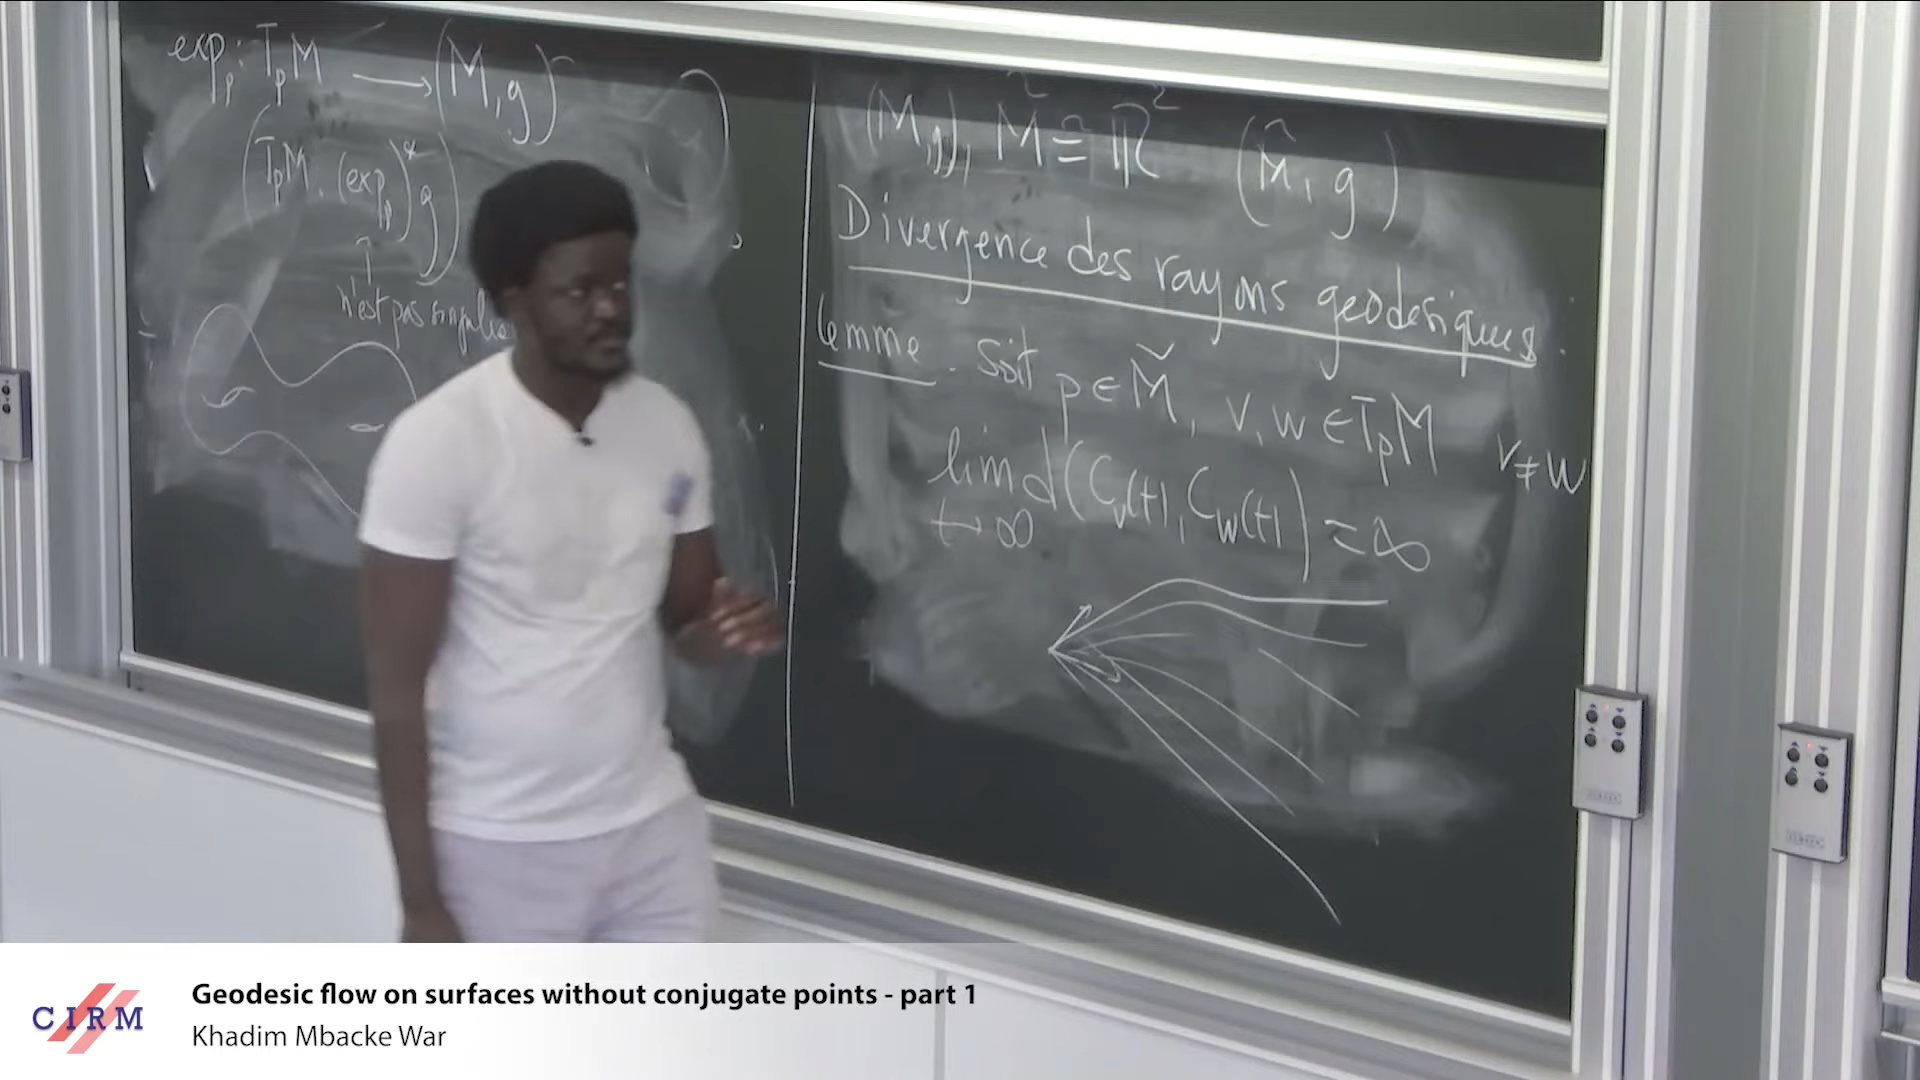 exp_p : T_pM ⟶ (M, g)
(T_pM, (exp_p)^* g)
↑
n'est pas singulier
(M, g), M̃ ≅ ℝ² (M̃, g)
Divergence des rayons geodesiques.
Lemme. Soit p ∈ M̃, v, w ∈ T_pM v ≠ w
lim d(C_v(t), C_w(t)) = ∞
t→∞
CIRM
Geodesic flow on surfaces without conjugate points - part 1
Khadim Mbacke War